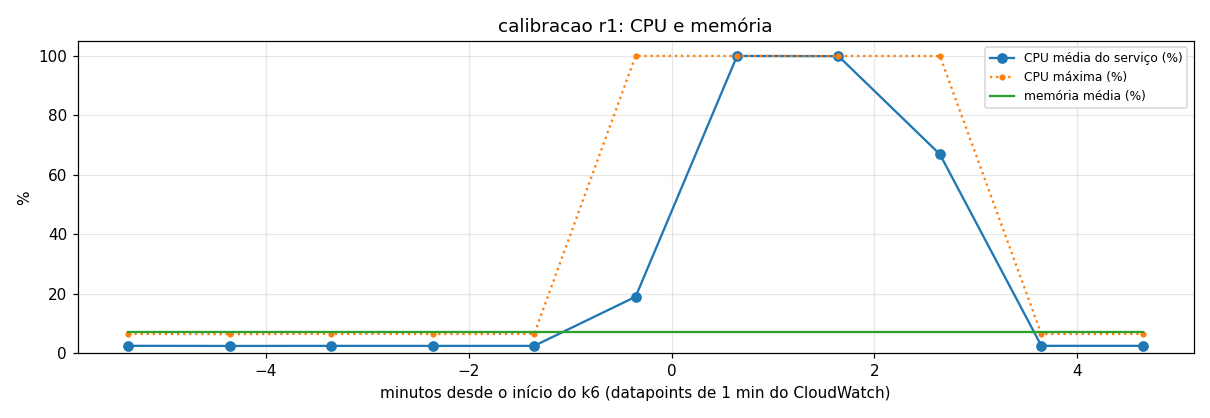 calibracao r1: CPU e memória
100
80
60
40
20
0
%
CPU média do serviço (%)
CPU máxima (%)
memória média (%)
−4
−2
0
2
4
minutos desde o início do k6 (datapoints de 1 min do CloudWatch)